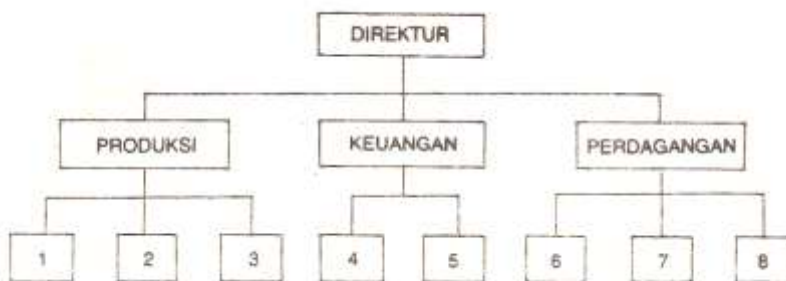 DIREKTUR
PRODUKSI
KEUANGAN
PERDAGANGAN
1
2
3
4
5
6
7
8